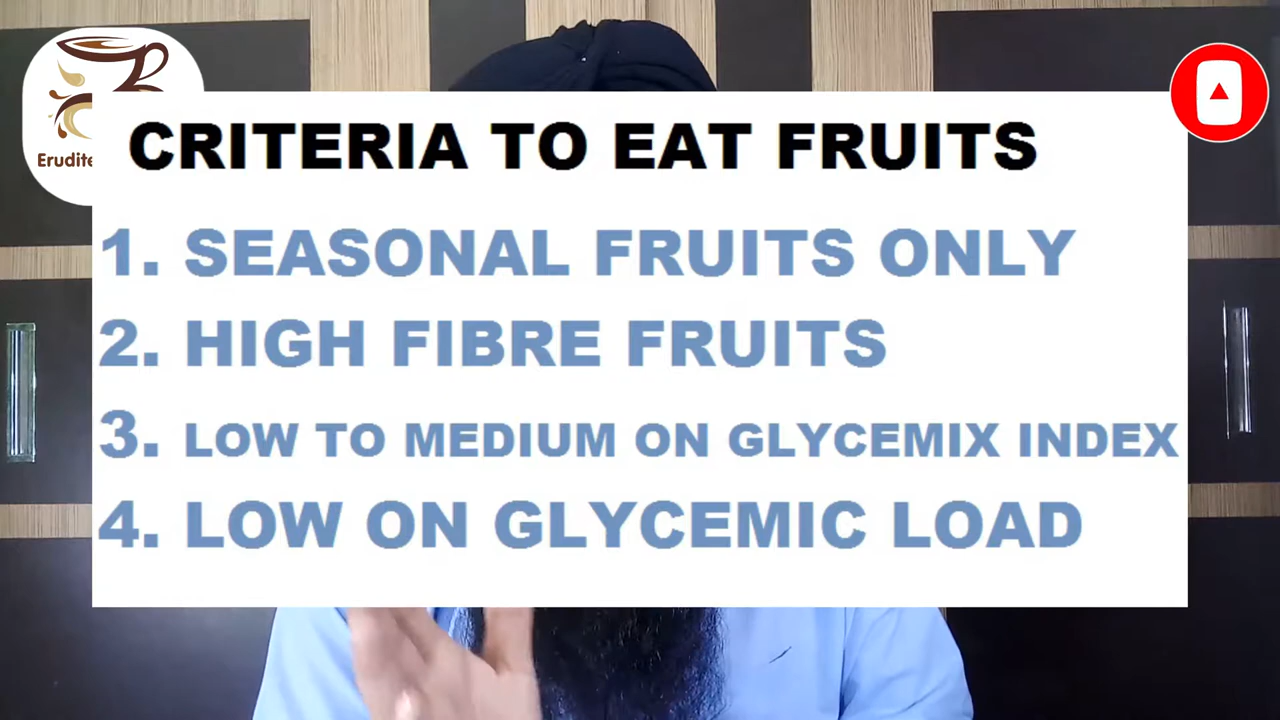 Erudite
CRITERIA TO EAT FRUITS
1. SEASONAL FRUITS ONLY
2. HIGH FIBRE FRUITS
3. LOW TO MEDIUM ON GLYCEMIX INDEX
4. LOW ON GLYCEMIC LOAD